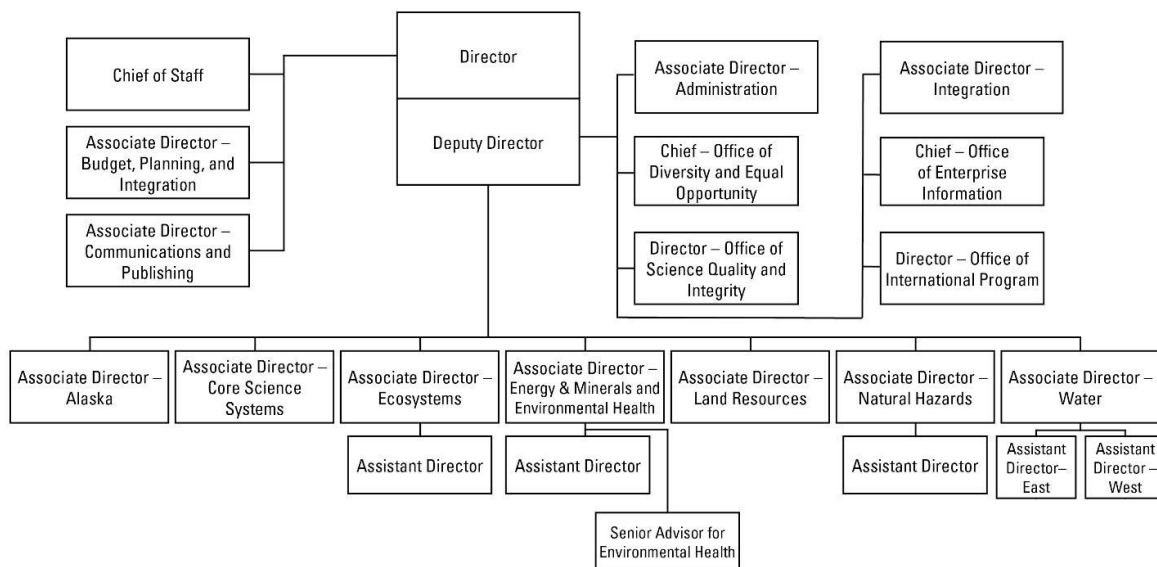 Director
Deputy Director
Chief of Staff
Associate Director –
Budget, Planning, and
Integration
Associate Director –
Communications and
Publishing
Associate Director –
Administration
Chief – Office of
Diversity and Equal
Opportunity
Director – Office of
Science Quality and
Integrity
Associate Director –
Integration
Chief – Office
of Enterprise
Information
Director – Office of
International Program
Associate Director –
Alaska
Associate Director –
Core Science
Systems
Associate Director –
Ecosystems
Associate Director –
Energy & Minerals and
Environmental Health
Associate Director –
Land Resources
Associate Director –
Natural Hazards
Associate Director –
Water
Assistant Director
Assistant Director
Assistant Director
Assistant
Director–
East
Assistant
Director –
West
Senior Advisor for
Environmental Health